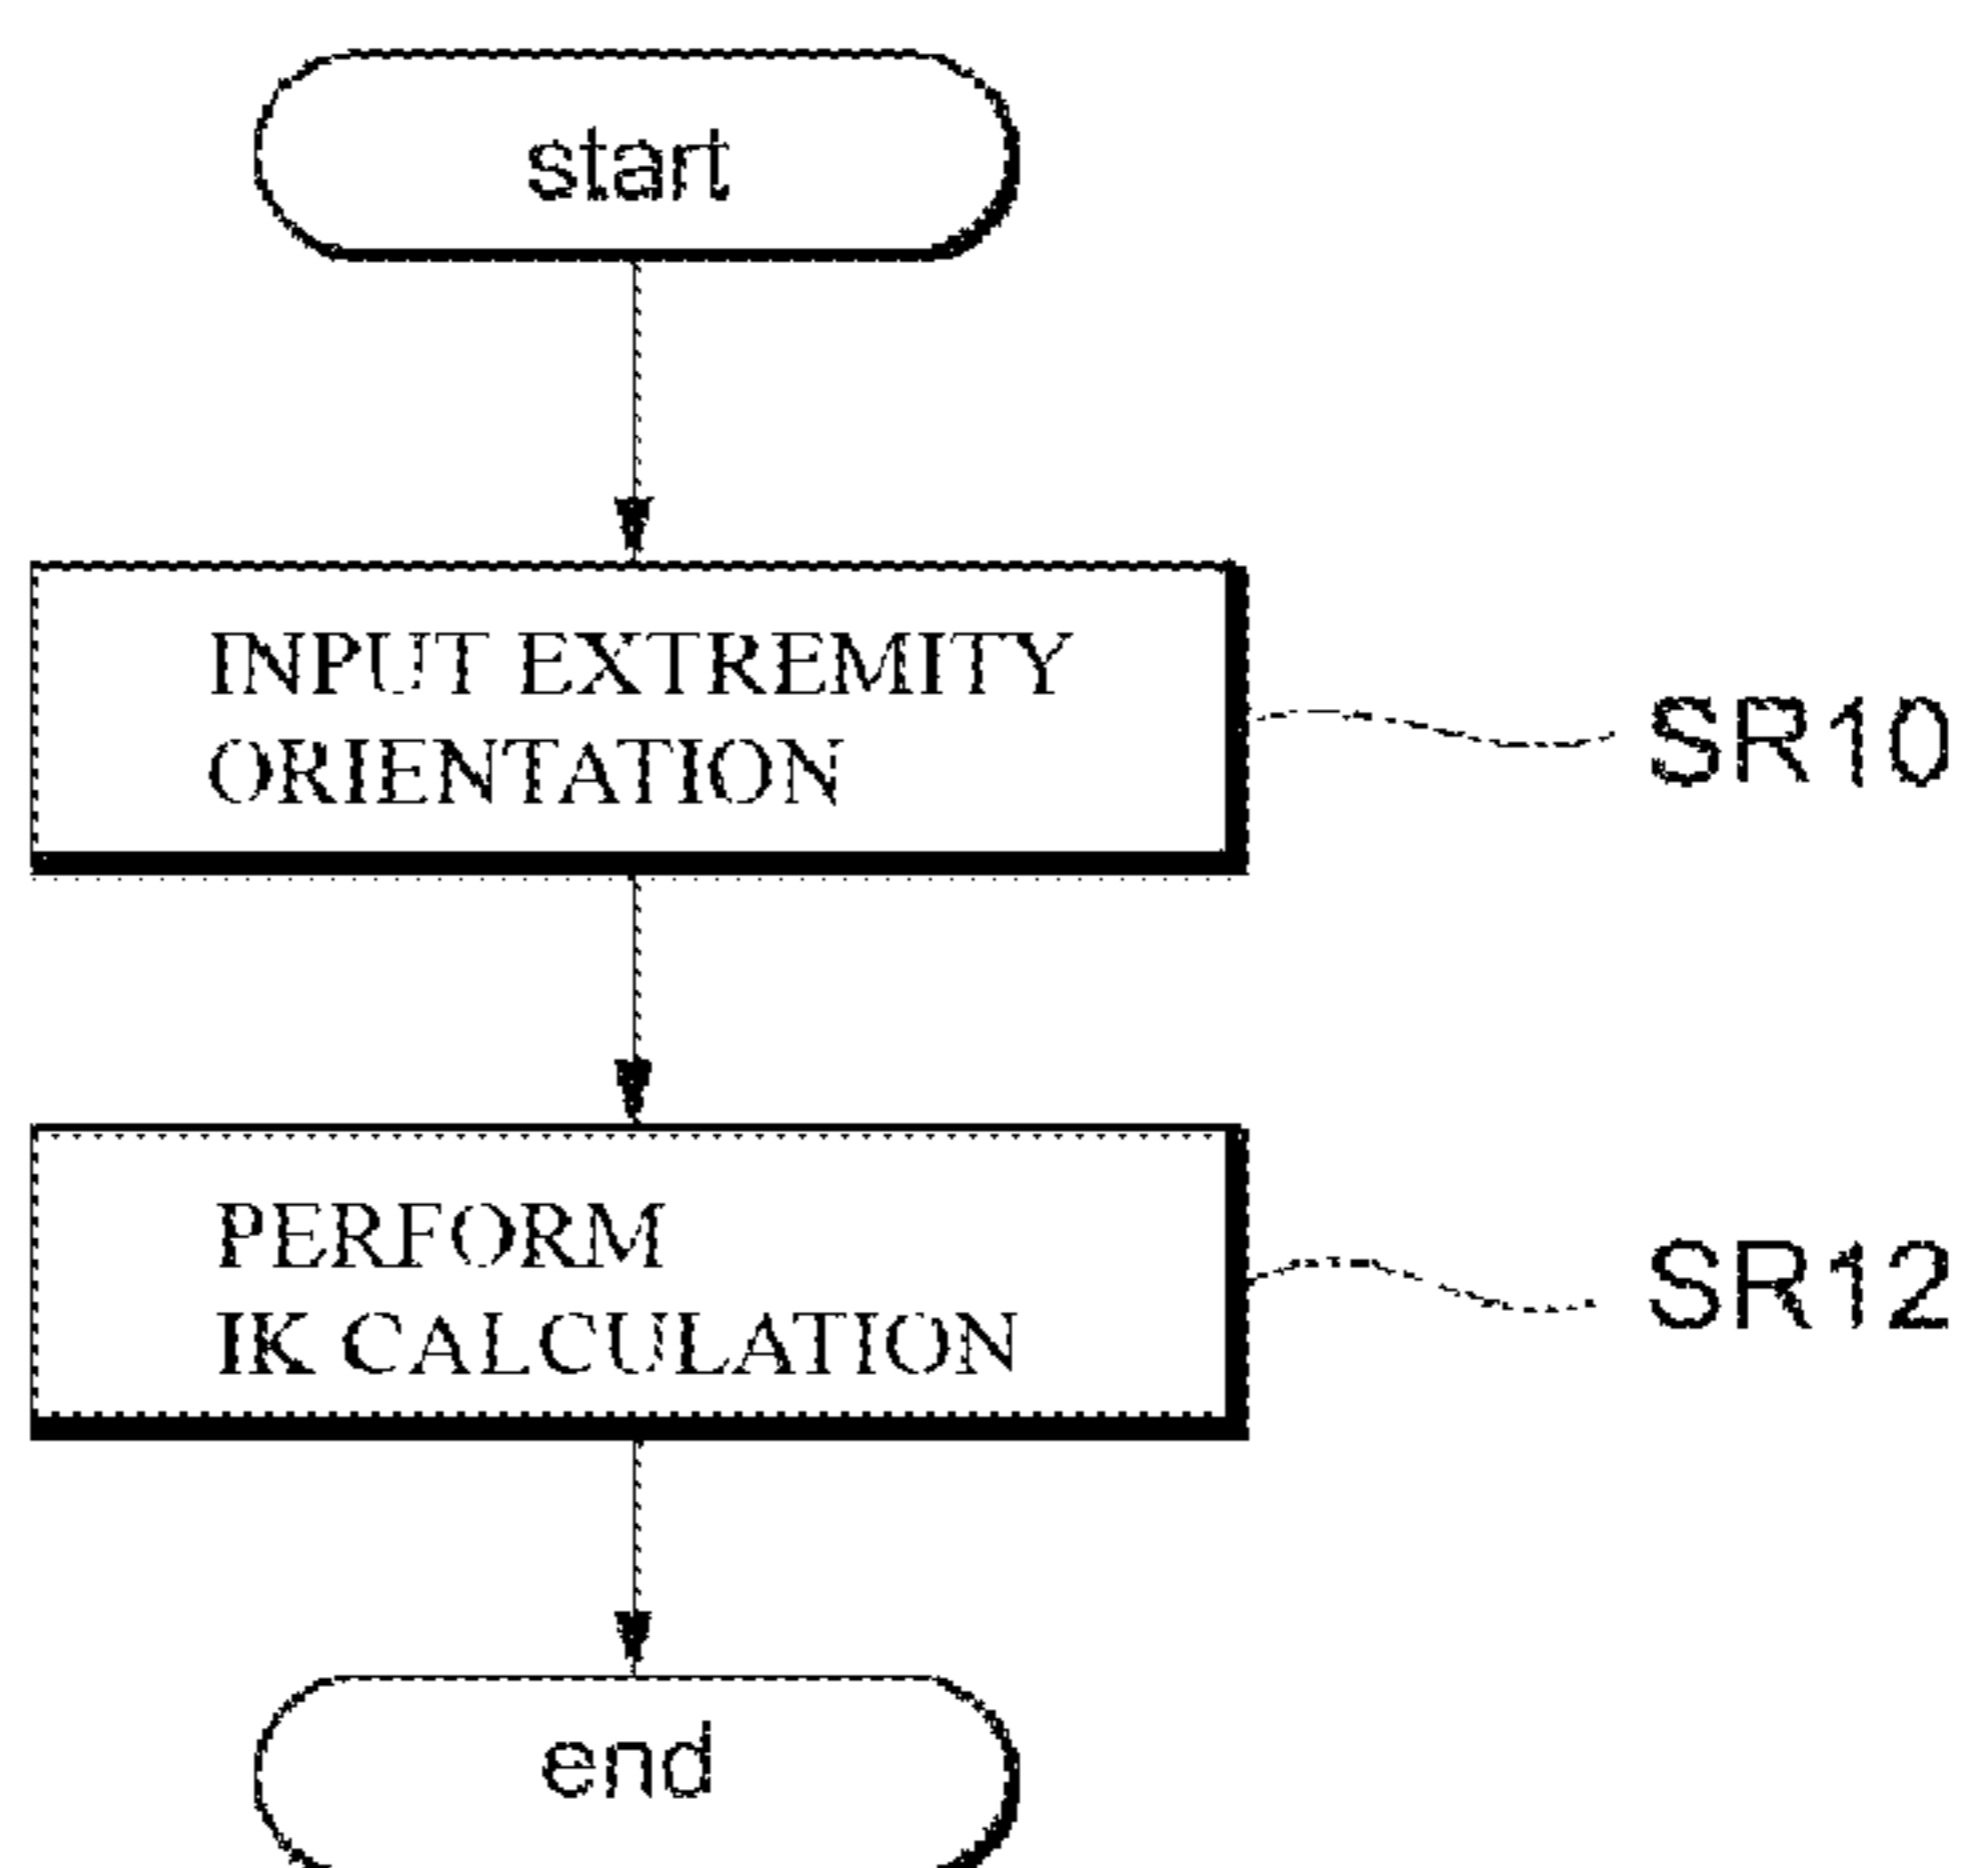 start
INPUT EXTREMITY
ORIENTATION
SR10
PERFORM
IK CALCULATION
SR12
end